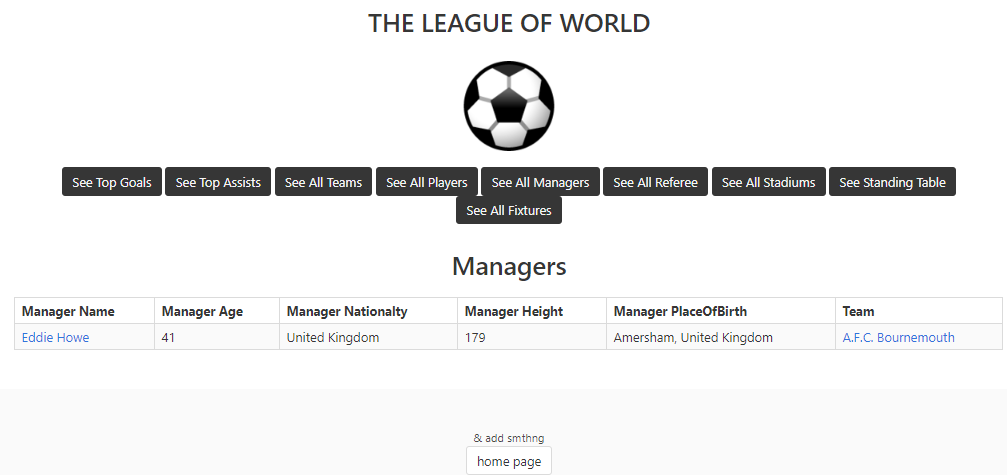 THE LEAGUE OF WORLD
See Top Goals See Top Assists See All Teams See All Players See All Managers See All Referee See All Stadiums See Standing Table
See All Fixtures
Managers
Manager Name Manager Age Manager Nationalty Manager Height Manager PlaceOfBirth Team
Eddie Howe 41 United Kingdom 179 Amersham, United Kingdom A.F.C. Bournemouth
& add smthng
home page